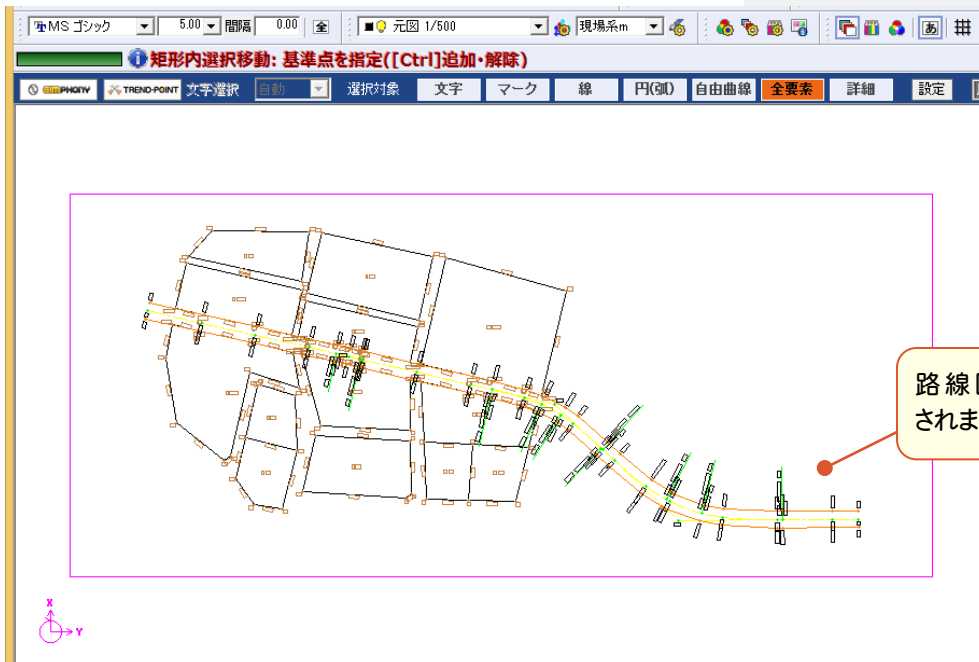 MS ゴシック 5.00 間隔 0.00 全 元図 1/500 現場系m あ
矩形内選択移動: 基準点を指定([Ctrl]追加・解除)
PHONY TREND-POINT 文字選択 自動 選択対象 文字 マーク 線 円(弧) 自由曲線 全要素 詳細 設定
路線
されま
X
Y